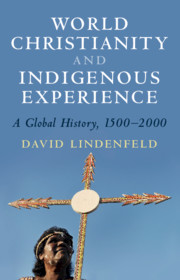 WORLD
CHRISTIANITY
AND
INDIGENOUS
EXPERIENCE
A Global History, 1500–2000
DAVID LINDENFELD